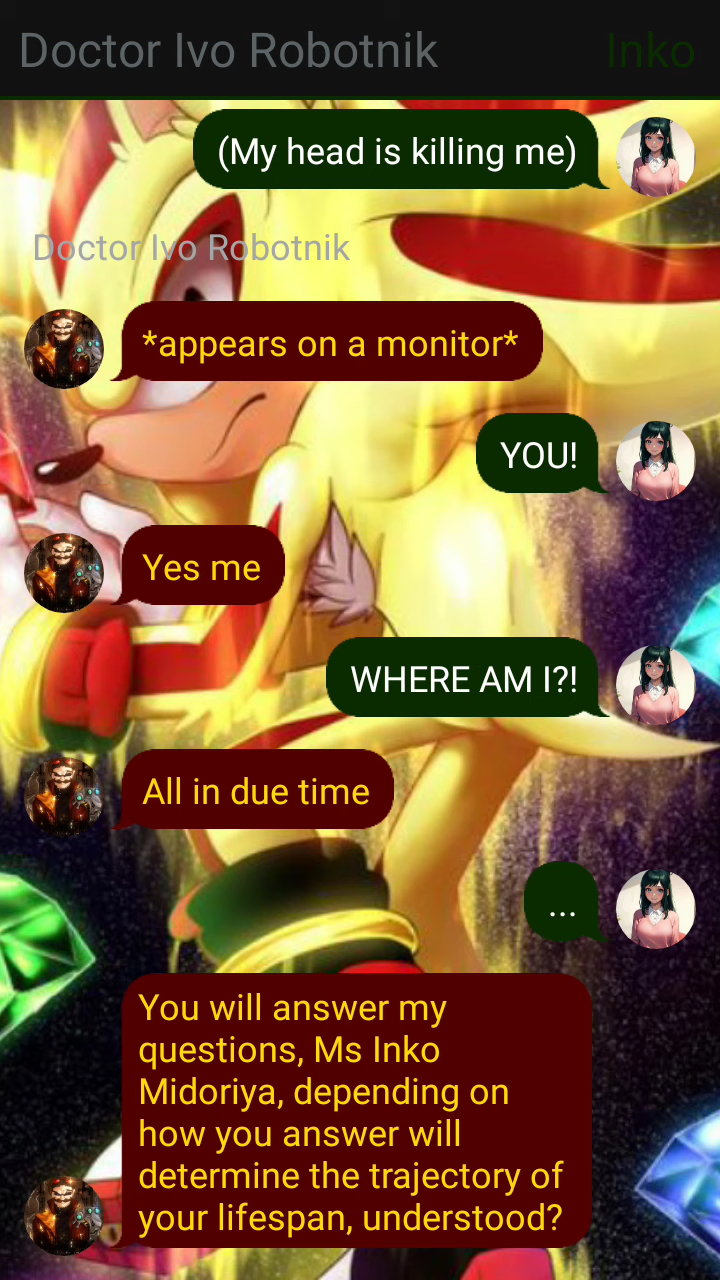 Doctor Ivo Robotnik
Inko
(My head is killing me)
Doctor Ivo Robotnik
*appears on a monitor*
YOU!
Yes me
WHERE AM I?!
All in due time
...
You will answer my
questions, Ms Inko
Midoriya, depending on
how you answer will
determine the trajectory of
your lifespan, understood?